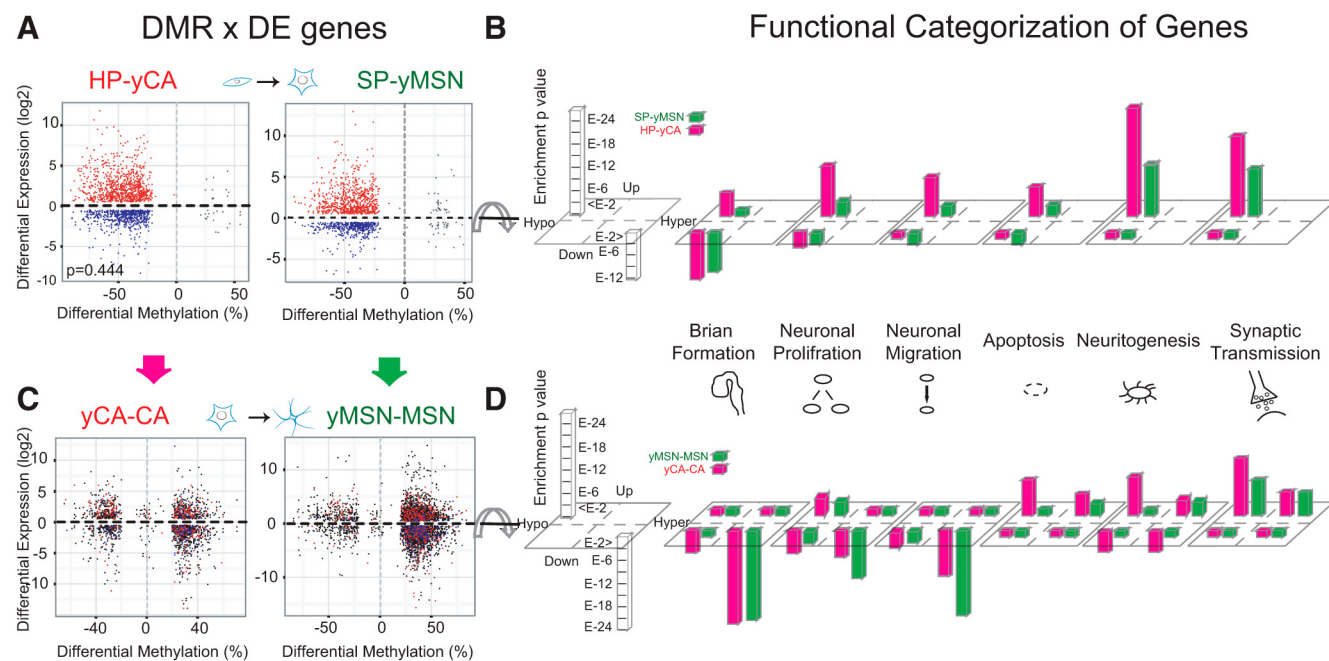 A
DMR x DE genes
HP-yCA
SP-yMSN
Differential Expression (log2)
10
5
0
-5
-10
p=0.444
-50
0
50
Differential Methylation (%)
10
5
0
-5
-50
0
50
Differential Methylation (%)
B
Functional Categorization of Genes
Enrichment p value
E-24
E-18
E-12
E-6
<E-2
Up
Hypo
Hyper
Down
E-2>
E-6
E-12
SP-yMSN
HP-yCA
Brian
Formation
Neuronal
Prolifration
Neuronal
Migration
Apoptosis
Neuritogenesis
Synaptic
Transmission
C
yCA-CA
yMSN-MSN
Differential Expression (log2)
10
5
0
-5
-10
-40
0
40
Differential Methylation (%)
10
0
-10
-50
0
50
Differential Methylation (%)
D
Enrichment p value
E-24
E-18
E-12
E-6
<E-2
Up
Hypo
Hyper
Down
E-2>
E-6
E-12
E-18
E-24
yMSN-MSN
yCA-CA